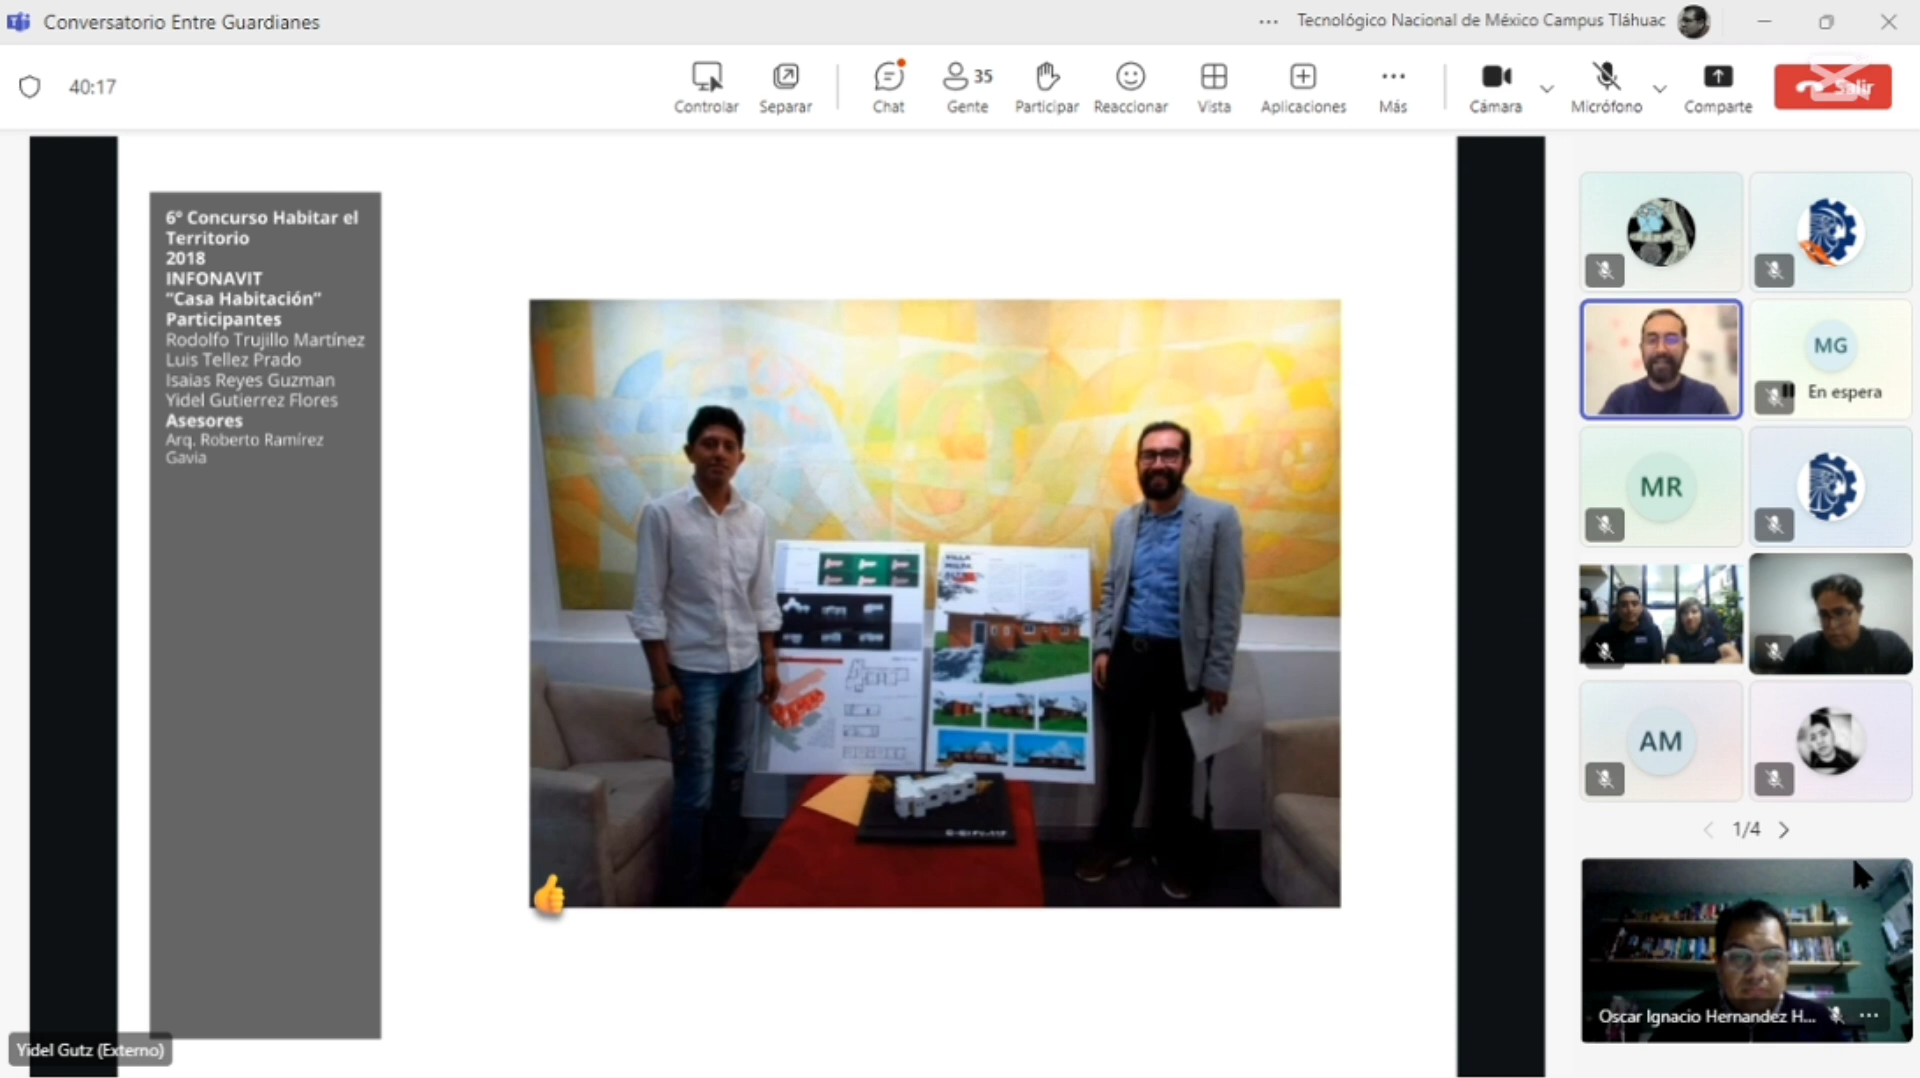 Conversatorio Entre Guardianes
Tecnológico Nacional de México Campus Tláhuac
40:17
Controlar
Separar
Chat
35
Gente
Participar
Reaccionar
Vista
Aplicaciones
Más
Cámara
Micrófono
Comparte
Salir
6º Concurso Habitar el
Territorio
2018
INFONAVIT
“Casa Habitación”
Participantes
Rodolfo Trujillo Martínez
Luis Tellez Prado
Isaias Reyes Guzman
Yidel Gutierrez Flores
Asesores
Arq. Roberto Ramírez
Gavia
VILLA
MILPA
MG
En espera
MR
AM
1/4
Oscar Ignacio Hernandez H...
Yidel Gutz (Externo)